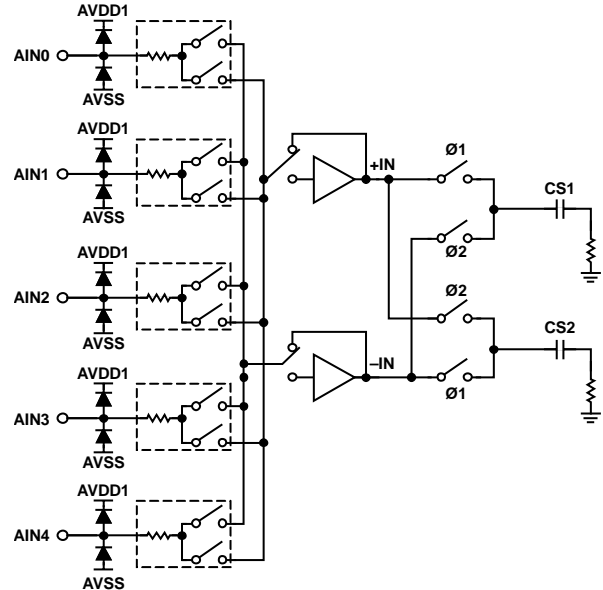 AVDD1
AIN0
AVSS
AVDD1
AIN1
AVSS
AVDD1
AIN2
AVSS
AVDD1
AIN3
AVSS
AVDD1
AIN4
AVSS
+IN
Ø1
CS1
Ø2
Ø2
CS2
–IN
Ø1